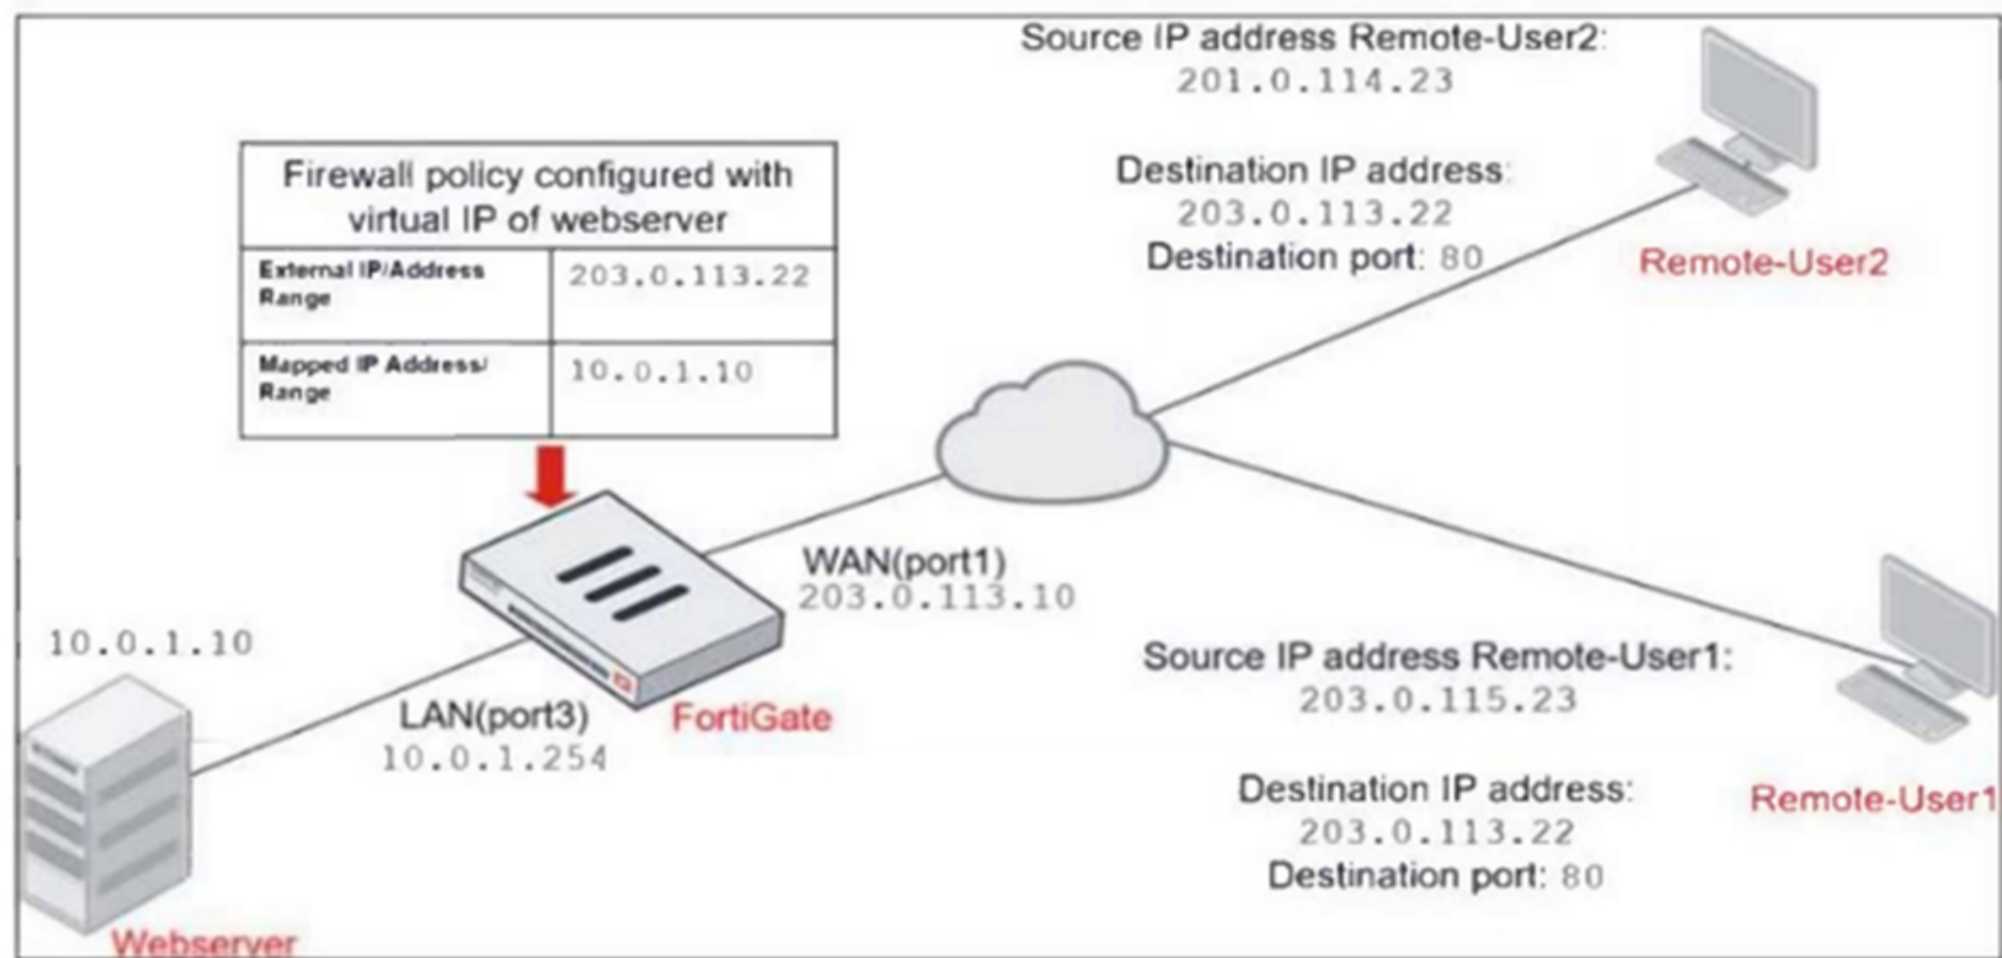 Source IP address Remote-User2:
201.0.114.23
Destination IP address:
203.0.113.22
Destination port: 80
Remote-User2
Firewall policy configured with
virtual IP of webserver
External IP/Address
Range
203.0.113.22
Mapped IP Address/
Range
10.0.1.10
WAN(port1)
203.0.113.10
10.0.1.10
LAN(port3)
10.0.1.254
FortiGate
Webserver
Source IP address Remote-User1:
203.0.115.23
Destination IP address:
203.0.113.22
Destination port: 80
Remote-User1